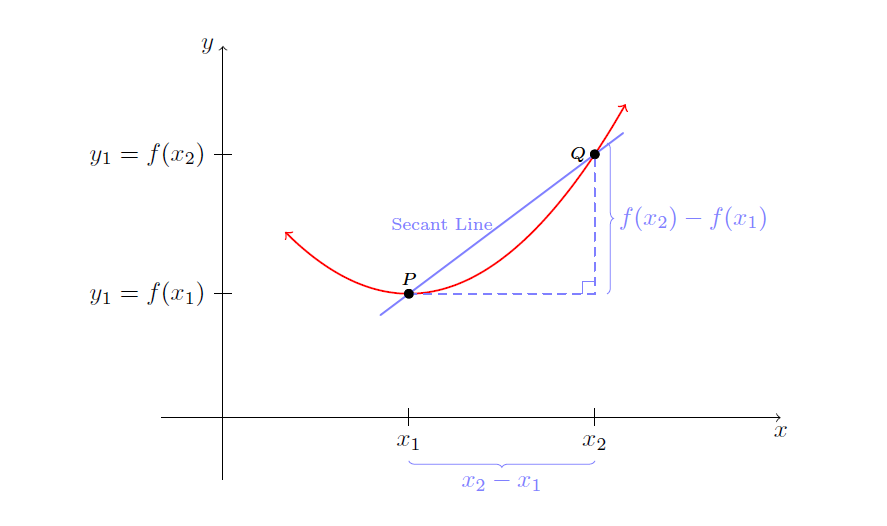 y
y₁ = f(x₂)
Q
Secant Line
f(x₂) − f(x₁)
P
y₁ = f(x₁)
x
x₁
x₂
x₂ − x₁